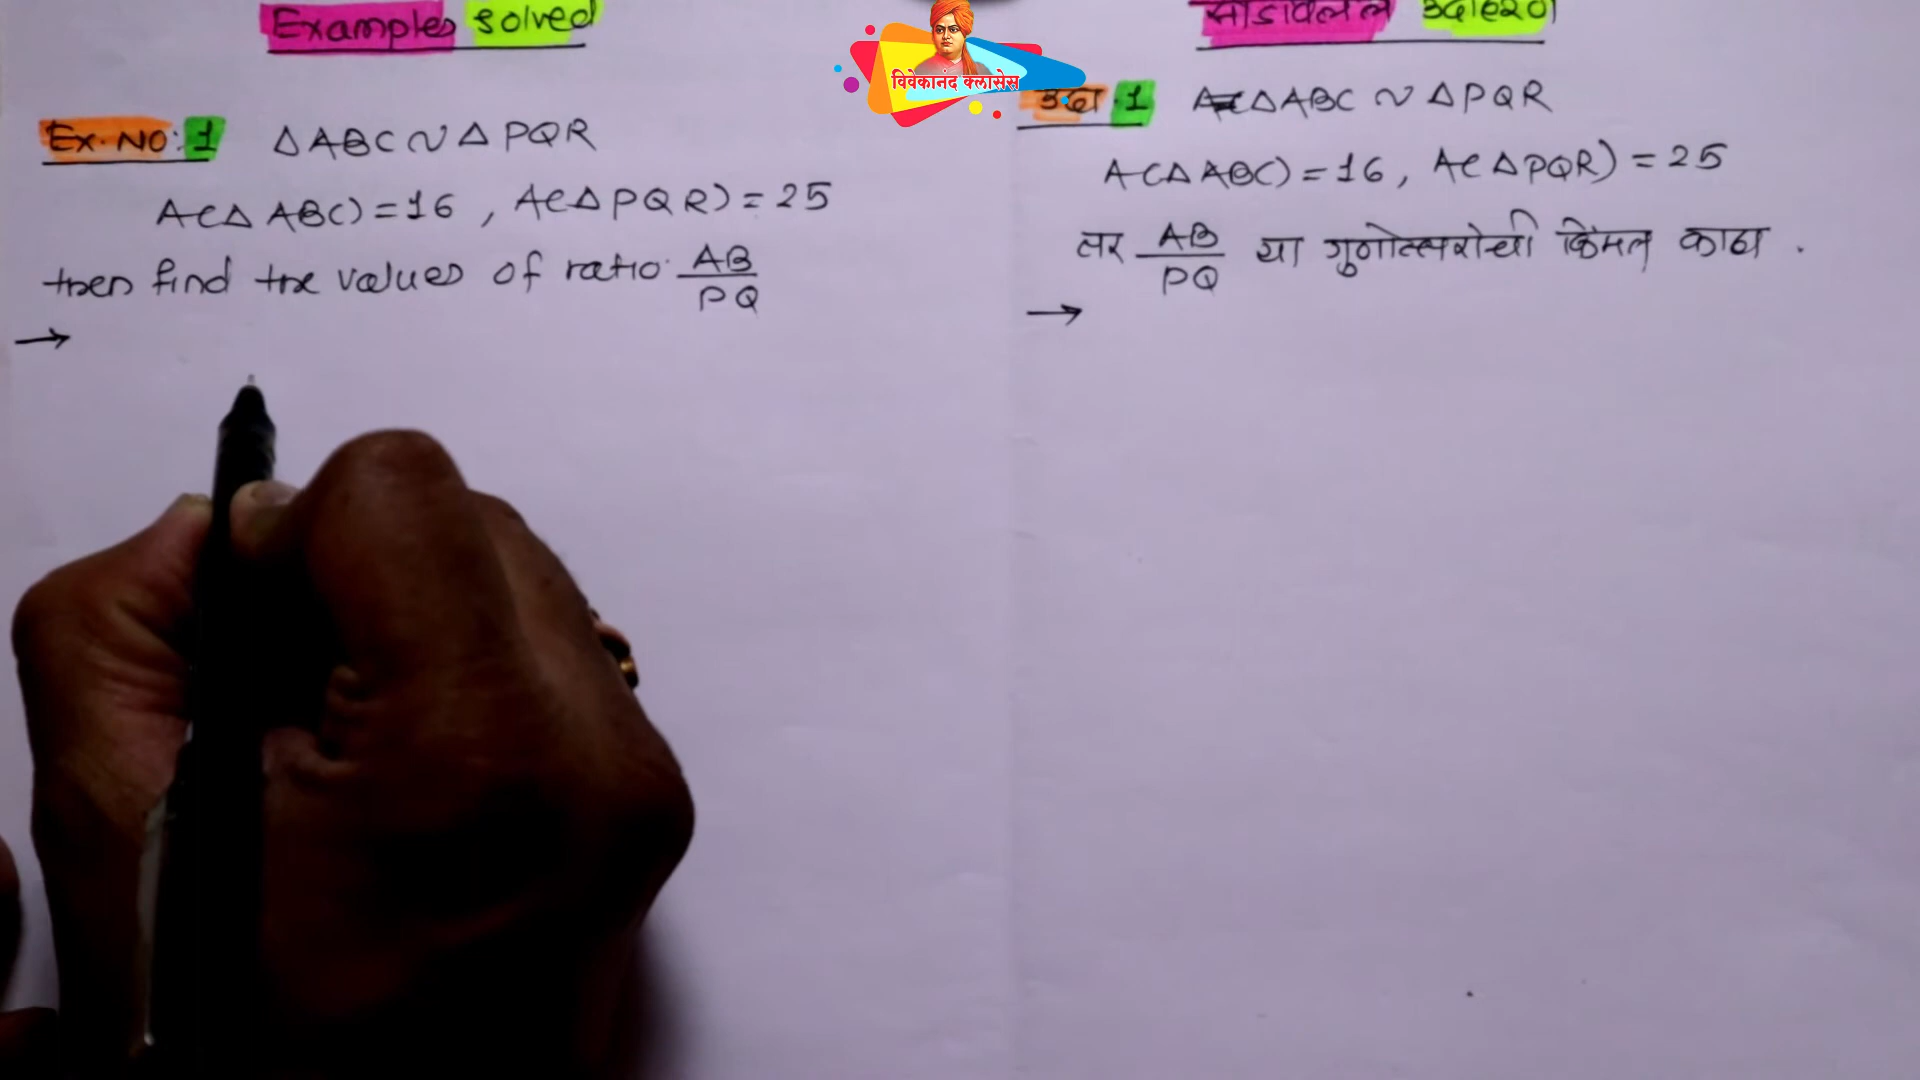 Examples solved
Ex. NO: 1 △ ABC ~ △ PQR
A(△ ABC) = 16 , A(△ PQR) = 25
then find the values of ratio AB
PQ
→
विवेकानंद क्लासेस
सोडविलेले उदाहरण
उदा. 1 △ ABC ~ △ PQR
A(△ ABC) = 16 , A(△ PQR) = 25
तर AB या गुणोत्तराची किंमत काढा .
PQ
→